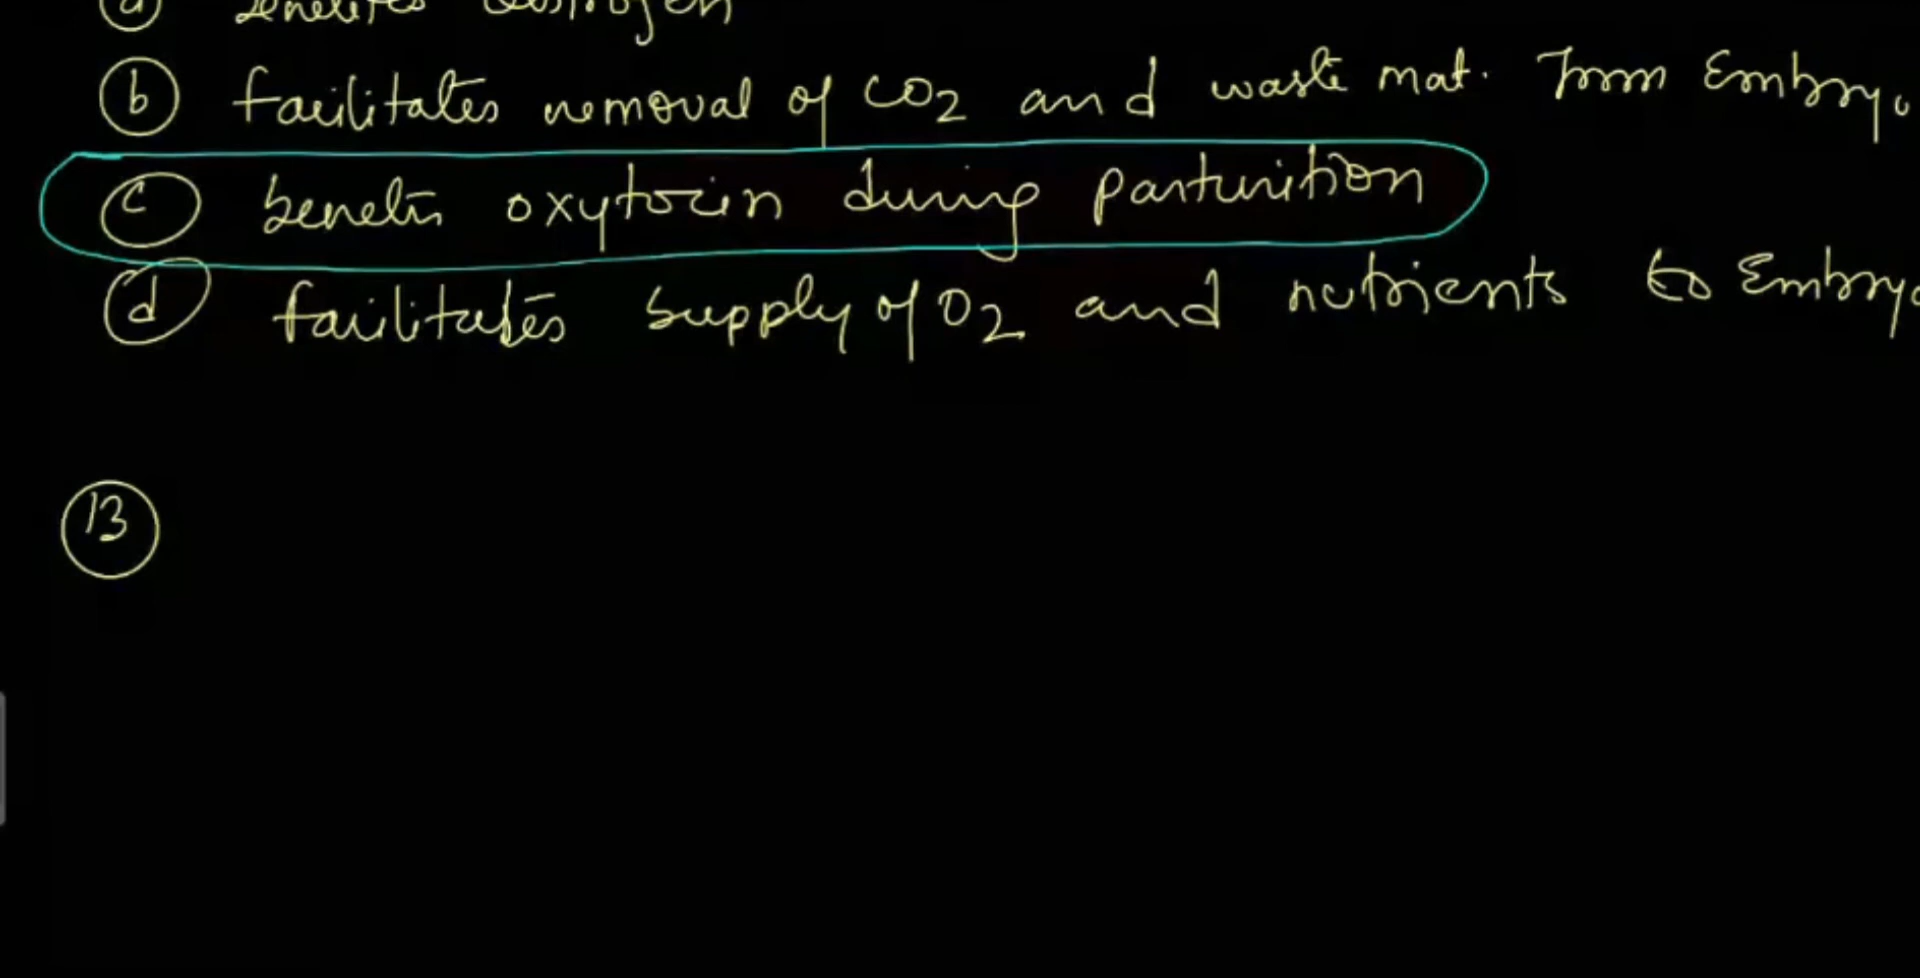 (a)
(b) facilitates removal of CO2 and waste mat. from Embryo
(c) oxytocin during parturition
(d) facilitates supply of O2 and nutrients to Embryo
(13)